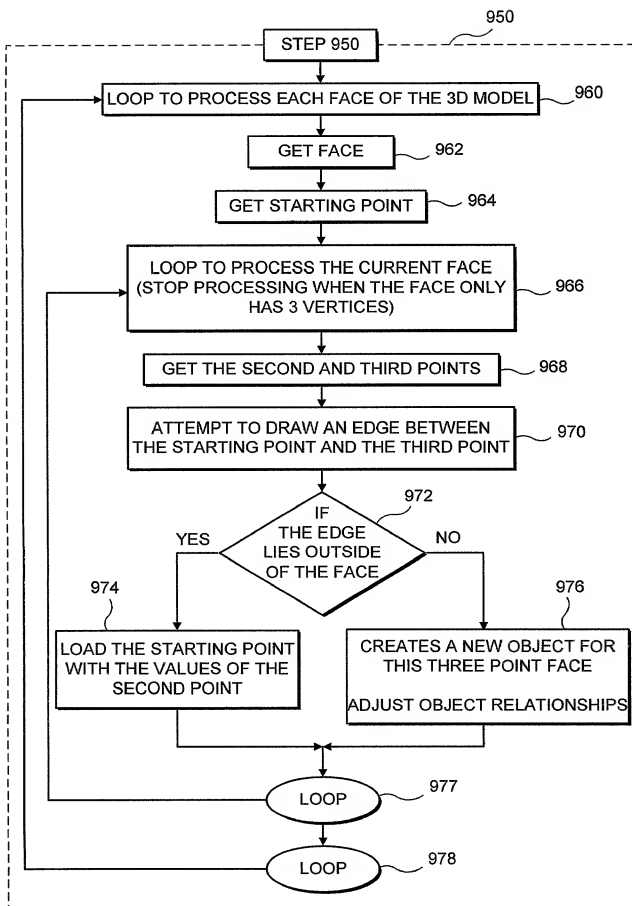 950
STEP 950
LOOP TO PROCESS EACH FACE OF THE 3D MODEL
960
GET FACE
962
GET STARTING POINT
964
LOOP TO PROCESS THE CURRENT FACE
(STOP PROCESSING WHEN THE FACE ONLY
HAS 3 VERTICES)
966
GET THE SECOND AND THIRD POINTS
968
ATTEMPT TO DRAW AN EDGE BETWEEN
THE STARTING POINT AND THE THIRD POINT
970
972
IF
THE EDGE
LIES OUTSIDE
OF THE FACE
YES
NO
974
LOAD THE STARTING POINT
WITH THE VALUES OF THE
SECOND POINT
976
CREATES A NEW OBJECT FOR
THIS THREE POINT FACE
ADJUST OBJECT RELATIONSHIPS
LOOP
977
LOOP
978